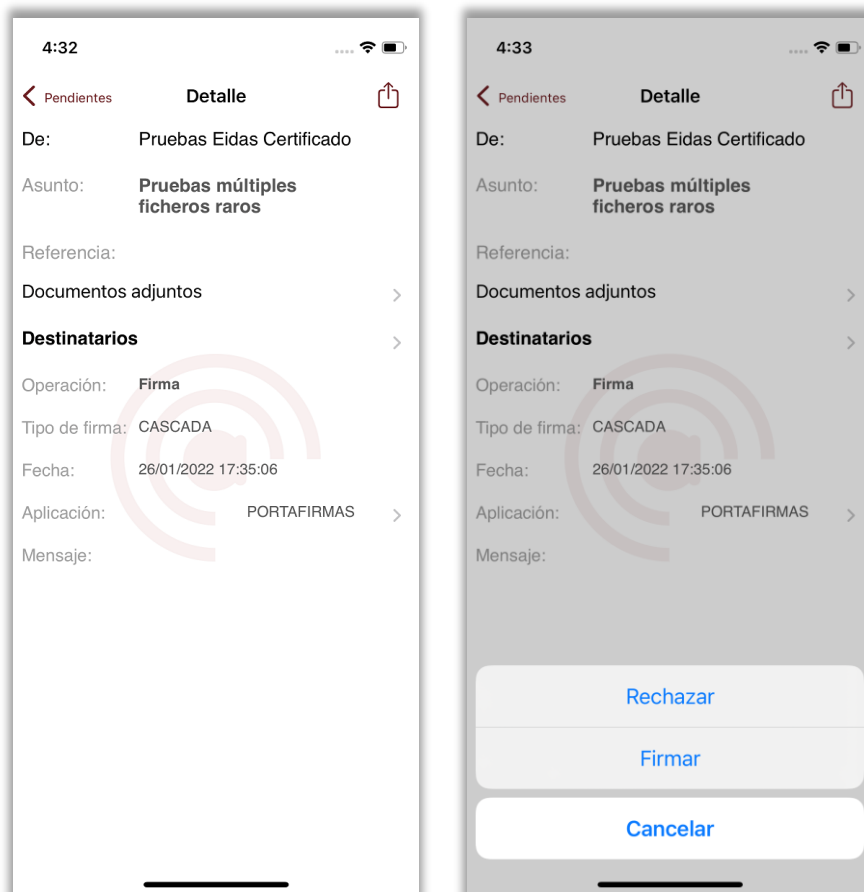 4:32
Pendientes
Detalle
De: Pruebas Eidas Certificado
Asunto: Pruebas múltiples
ficheros raros
Referencia:
Documentos adjuntos
Destinatarios
Operación: Firma
Tipo de firma: CASCADA
Fecha: 26/01/2022 17:35:06
Aplicación: PORTAFIRMAS
Mensaje:
4:33
Pendientes
Detalle
De: Pruebas Eidas Certificado
Asunto: Pruebas múltiples
ficheros raros
Referencia:
Documentos adjuntos
Destinatarios
Operación: Firma
Tipo de firma: CASCADA
Fecha: 26/01/2022 17:35:06
Aplicación: PORTAFIRMAS
Mensaje:
Rechazar
Firmar
Cancelar